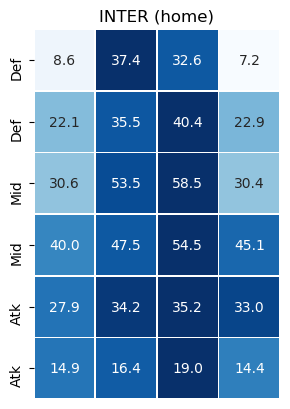 INTER (home)
Def 8.6 37.4 32.6 7.2
Def 22.1 35.5 40.4 22.9
Mid 30.6 53.5 58.5 30.4
Mid 40.0 47.5 54.5 45.1
Atk 27.9 34.2 35.2 33.0
Atk 14.9 16.4 19.0 14.4